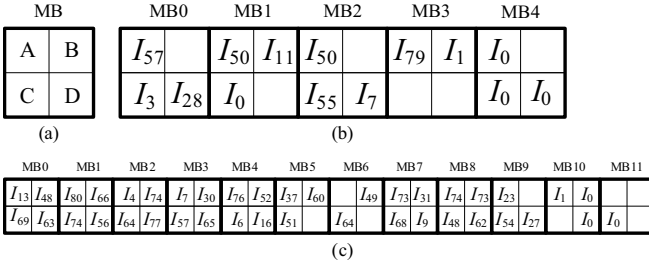 MB MB0 MB1 MB2 MB3 MB4
A B I57 I50 I11 I50 I79 I1 I0
C D I3 I28 I0 I55 I7 I0 I0
(a) (b)
MB0 MB1 MB2 MB3 MB4 MB5 MB6 MB7 MB8 MB9 MB10 MB11
I13 I48 I80 I66 I4 I74 I7 I30 I76 I52 I37 I60 I49 I73 I31 I74 I73 I23 I1 I0
I69 I63 I74 I56 I64 I77 I57 I65 I6 I16 I51 I64 I68 I9 I48 I62 I54 I27 I0 I0
(c)